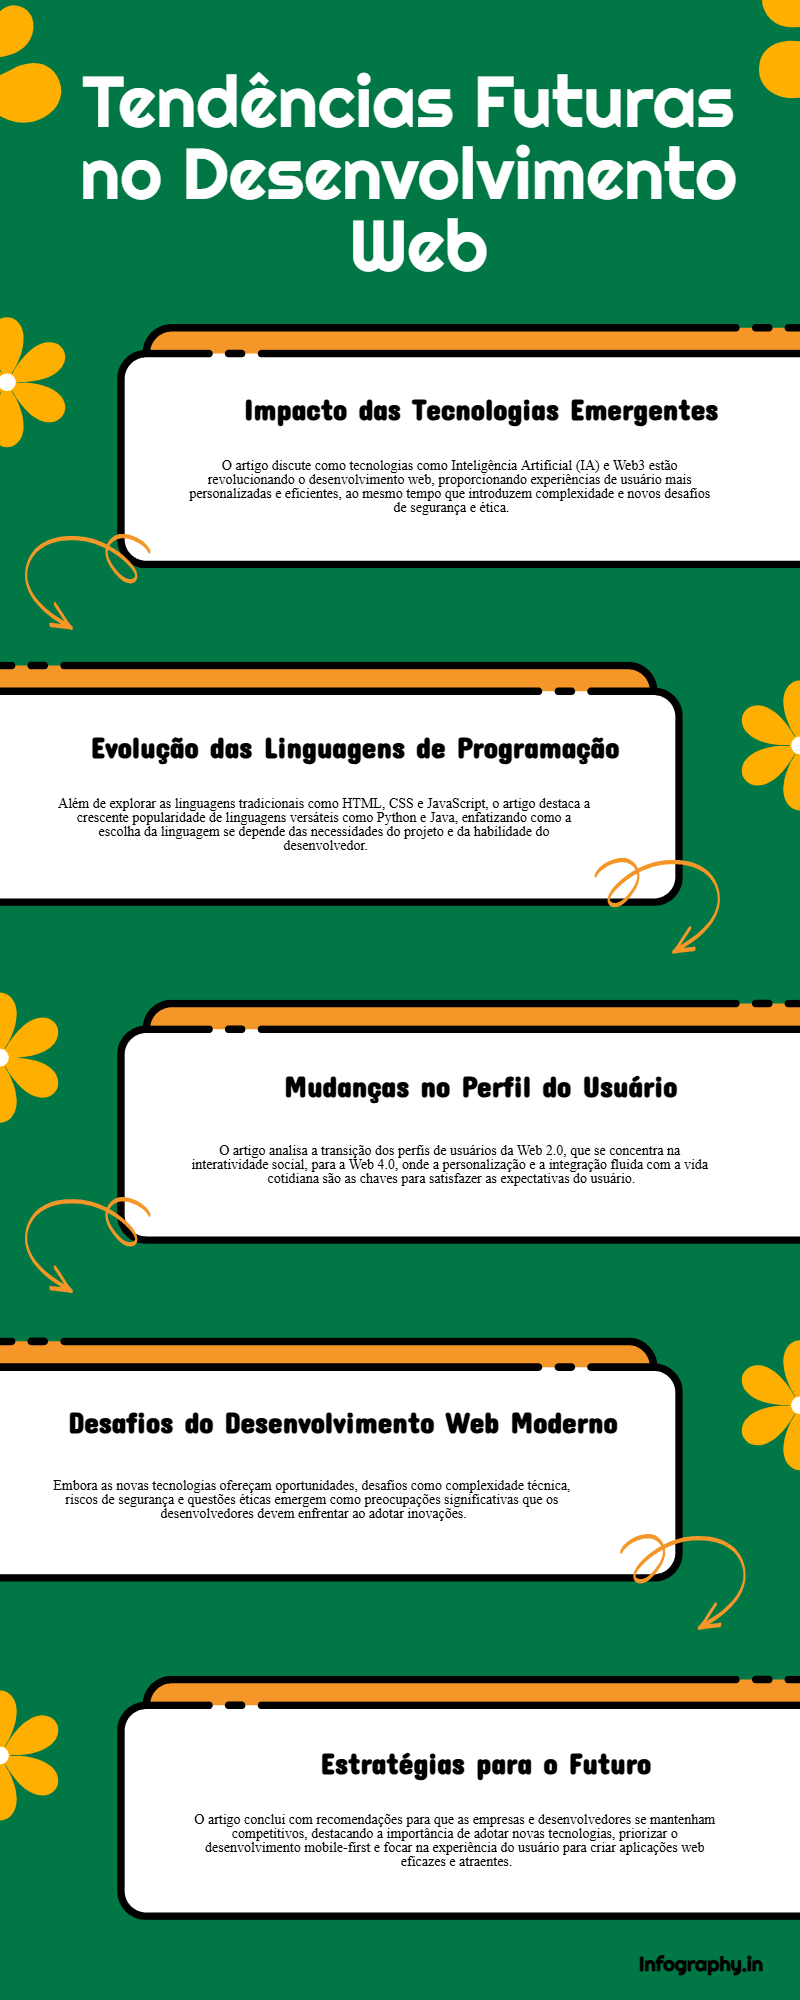 Tendências Futuras
no Desenvolvimento
Web
Impacto das Tecnologias Emergentes
O artigo discute como tecnologias como Inteligência Artificial (IA) e Web3 estão
revolucionando o desenvolvimento web, proporcionando experiências de usuário mais
personalizadas e eficientes, ao mesmo tempo que introduzem complexidade e novos desafios
de segurança e ética.
Evolução das Linguagens de Programação
Além de explorar as linguagens tradicionais como HTML, CSS e JavaScript, o artigo destaca a
crescente popularidade de linguagens versáteis como Python e Java, enfatizando como a
escolha da linguagem se depende das necessidades do projeto e da habilidade do
desenvolvedor.
Mudanças no Perfil do Usuário
O artigo analisa a transição dos perfis de usuários da Web 2.0, que se concentra na
interatividade social, para a Web 4.0, onde a personalização e a integração fluida com a vida
cotidiana são as chaves para satisfazer as expectativas do usuário.
Desafios do Desenvolvimento Web Moderno
Embora as novas tecnologias ofereçam oportunidades, desafios como complexidade técnica,
riscos de segurança e questões éticas emergem como preocupações significativas que os
desenvolvedores devem enfrentar ao adotar inovações.
Estratégias para o Futuro
O artigo conclui com recomendações para que as empresas e desenvolvedores se mantenham
competitivos, destacando a importância de adotar novas tecnologias, priorizar o
desenvolvimento mobile-first e focar na experiência do usuário para criar aplicações web
eficazes e atraentes.
Infography.in